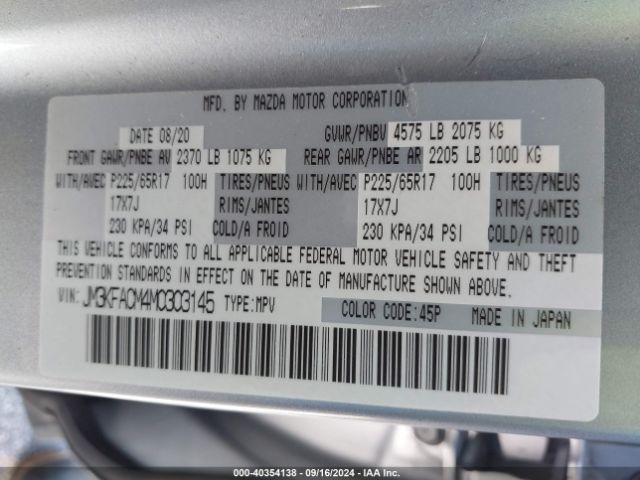 MFD. BY MAZDA MOTOR CORPORATION
DATE 08/20 GVWR/PNBV 4575 LB 2075 KG
FRONT GAWR/PNBE AV 2370 LB 1075 KG REAR GAWR/PNBE AR 2205 LB 1000 KG
WITH/AVEC P225/65R17 100H TIRES/PNEUS WITH/AVEC P225/65R17 100H TIRES/PNEUS
17X7J RIMS/JANTES 17X7J RIMS/JANTES
230 KPA/34 PSI COLD/A FROID 230 KPA/34 PSI COLD/A FROID
THIS VEHICLE CONFORMS TO ALL APPLICABLE FEDERAL MOTOR VEHICLE SAFETY AND THEFT
PREVENTION STANDARDS IN EFFECT ON THE DATE OF MANUFACTURE SHOWN ABOVE.
VIN: JM3KFACM4M0303145 TYPE:MPV COLOR CODE:45P MADE IN JAPAN
000-40354138 - 09/16/2024 - IAA Inc.